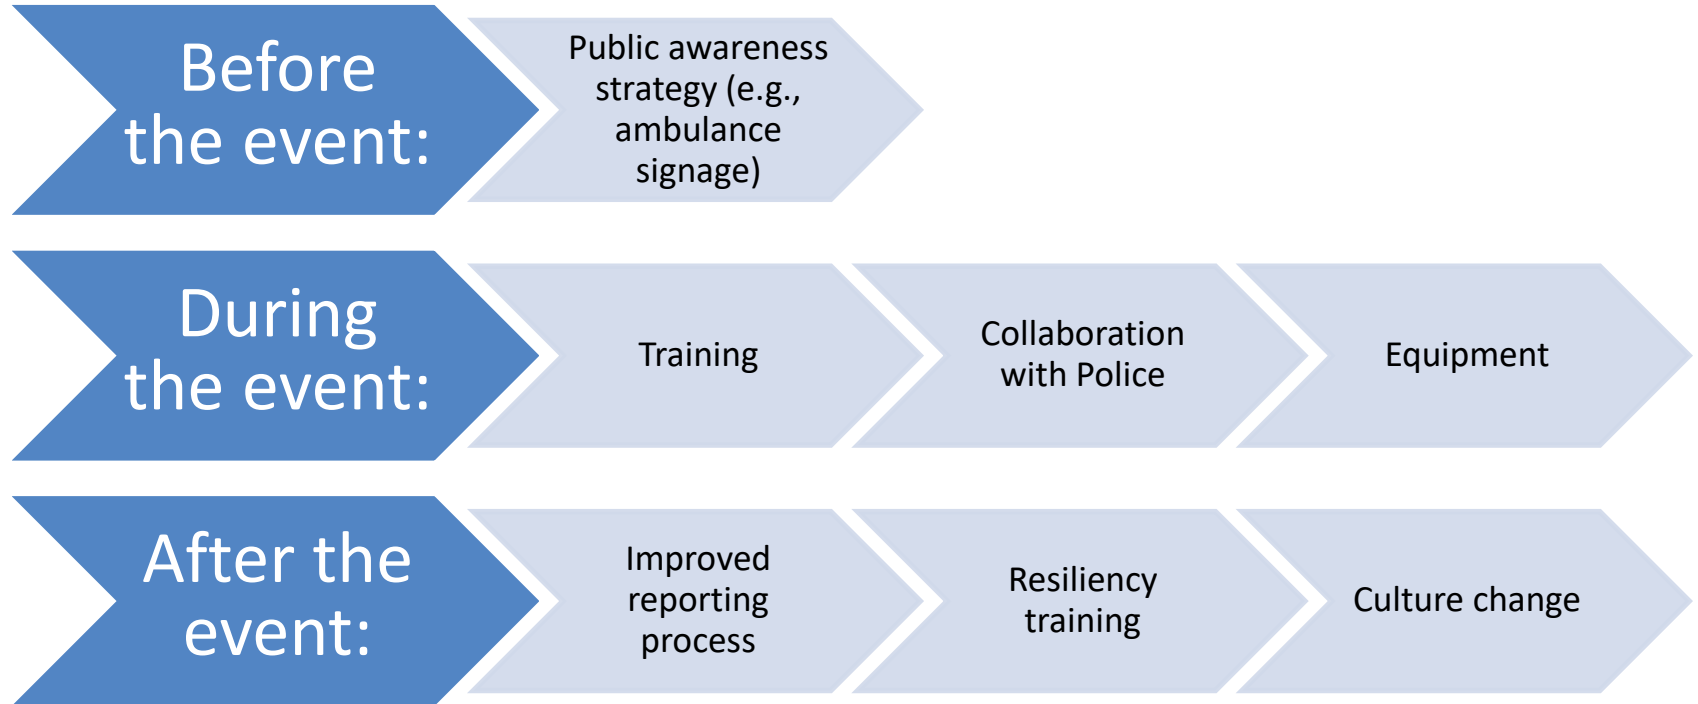 Before
the event:
Public awareness
strategy (e.g.,
ambulance
signage)
During
the event:
Training
Collaboration
with Police
Equipment
After the
event:
Improved
reporting
process
Resiliency
training
Culture change